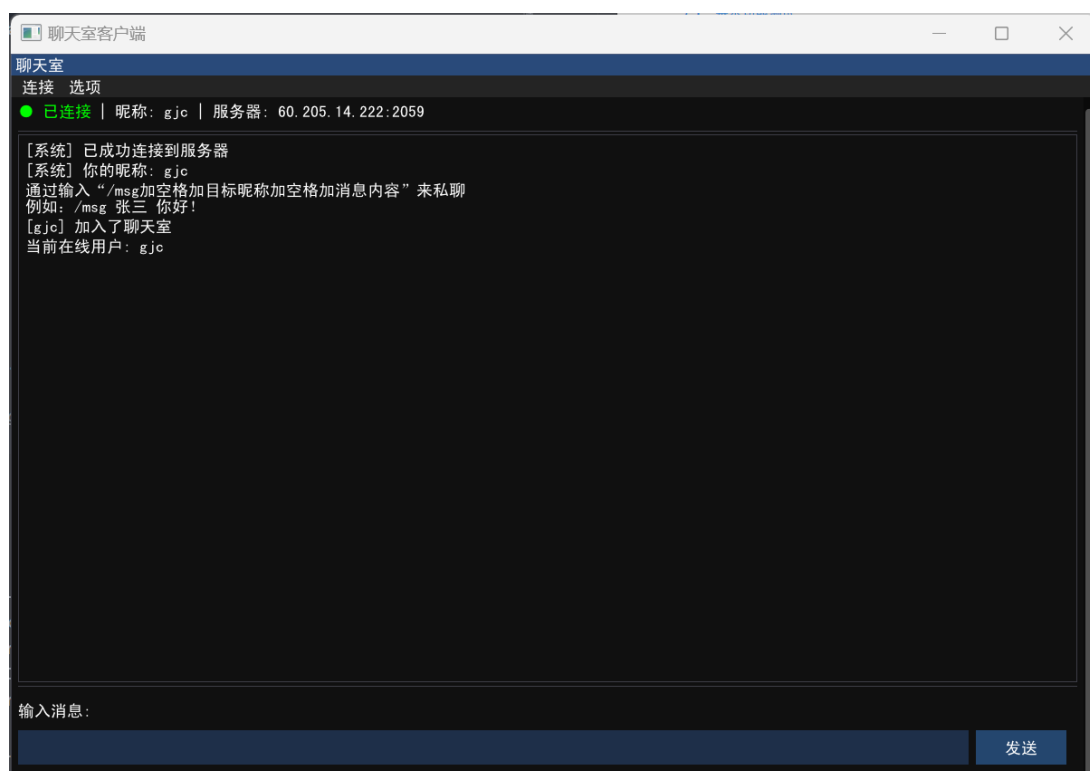 聊天室客户端
聊天室
连接 选项
已连接 | 昵称: gjc | 服务器: 60.205.14.222:2059
[系统] 已成功连接到服务器
[系统] 你的昵称: gjc
通过输入“/msg加空格加目标昵称加空格加消息内容”来私聊
例如: /msg 张三 你好!
[gjc] 加入了聊天室
当前在线用户: gjc
输入消息:
发送